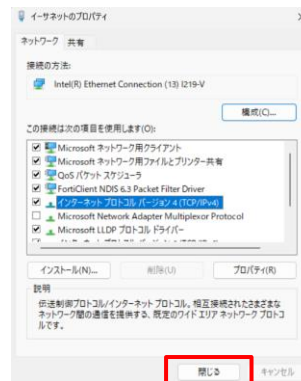 イーサネットのプロパティ
ネットワーク 共有
接続の方法:
Intel(R) Ethernet Connection (13) I219-V
構成(C)...
この接続は次の項目を使用します(O):
Microsoft ネットワーク用クライアント
Microsoft ネットワーク用ファイルとプリンター共有
QoS パケット スケジューラ
FortiClient NDIS 6.3 Packet Filter Driver
インターネット プロトコル バージョン 4 (TCP/IPv4)
Microsoft Network Adapter Multiplexor Protocol
Microsoft LLDP プロトコル ドライバー
インストール(N)... 削除(U) プロパティ(R)
説明
伝送制御プロトコル/インターネット プロトコル。相互接続されたさまざまな
ネットワーク間の通信を提供する、既定のワイド エリア ネットワーク プロトコ
ルです。
閉じる キャンセル